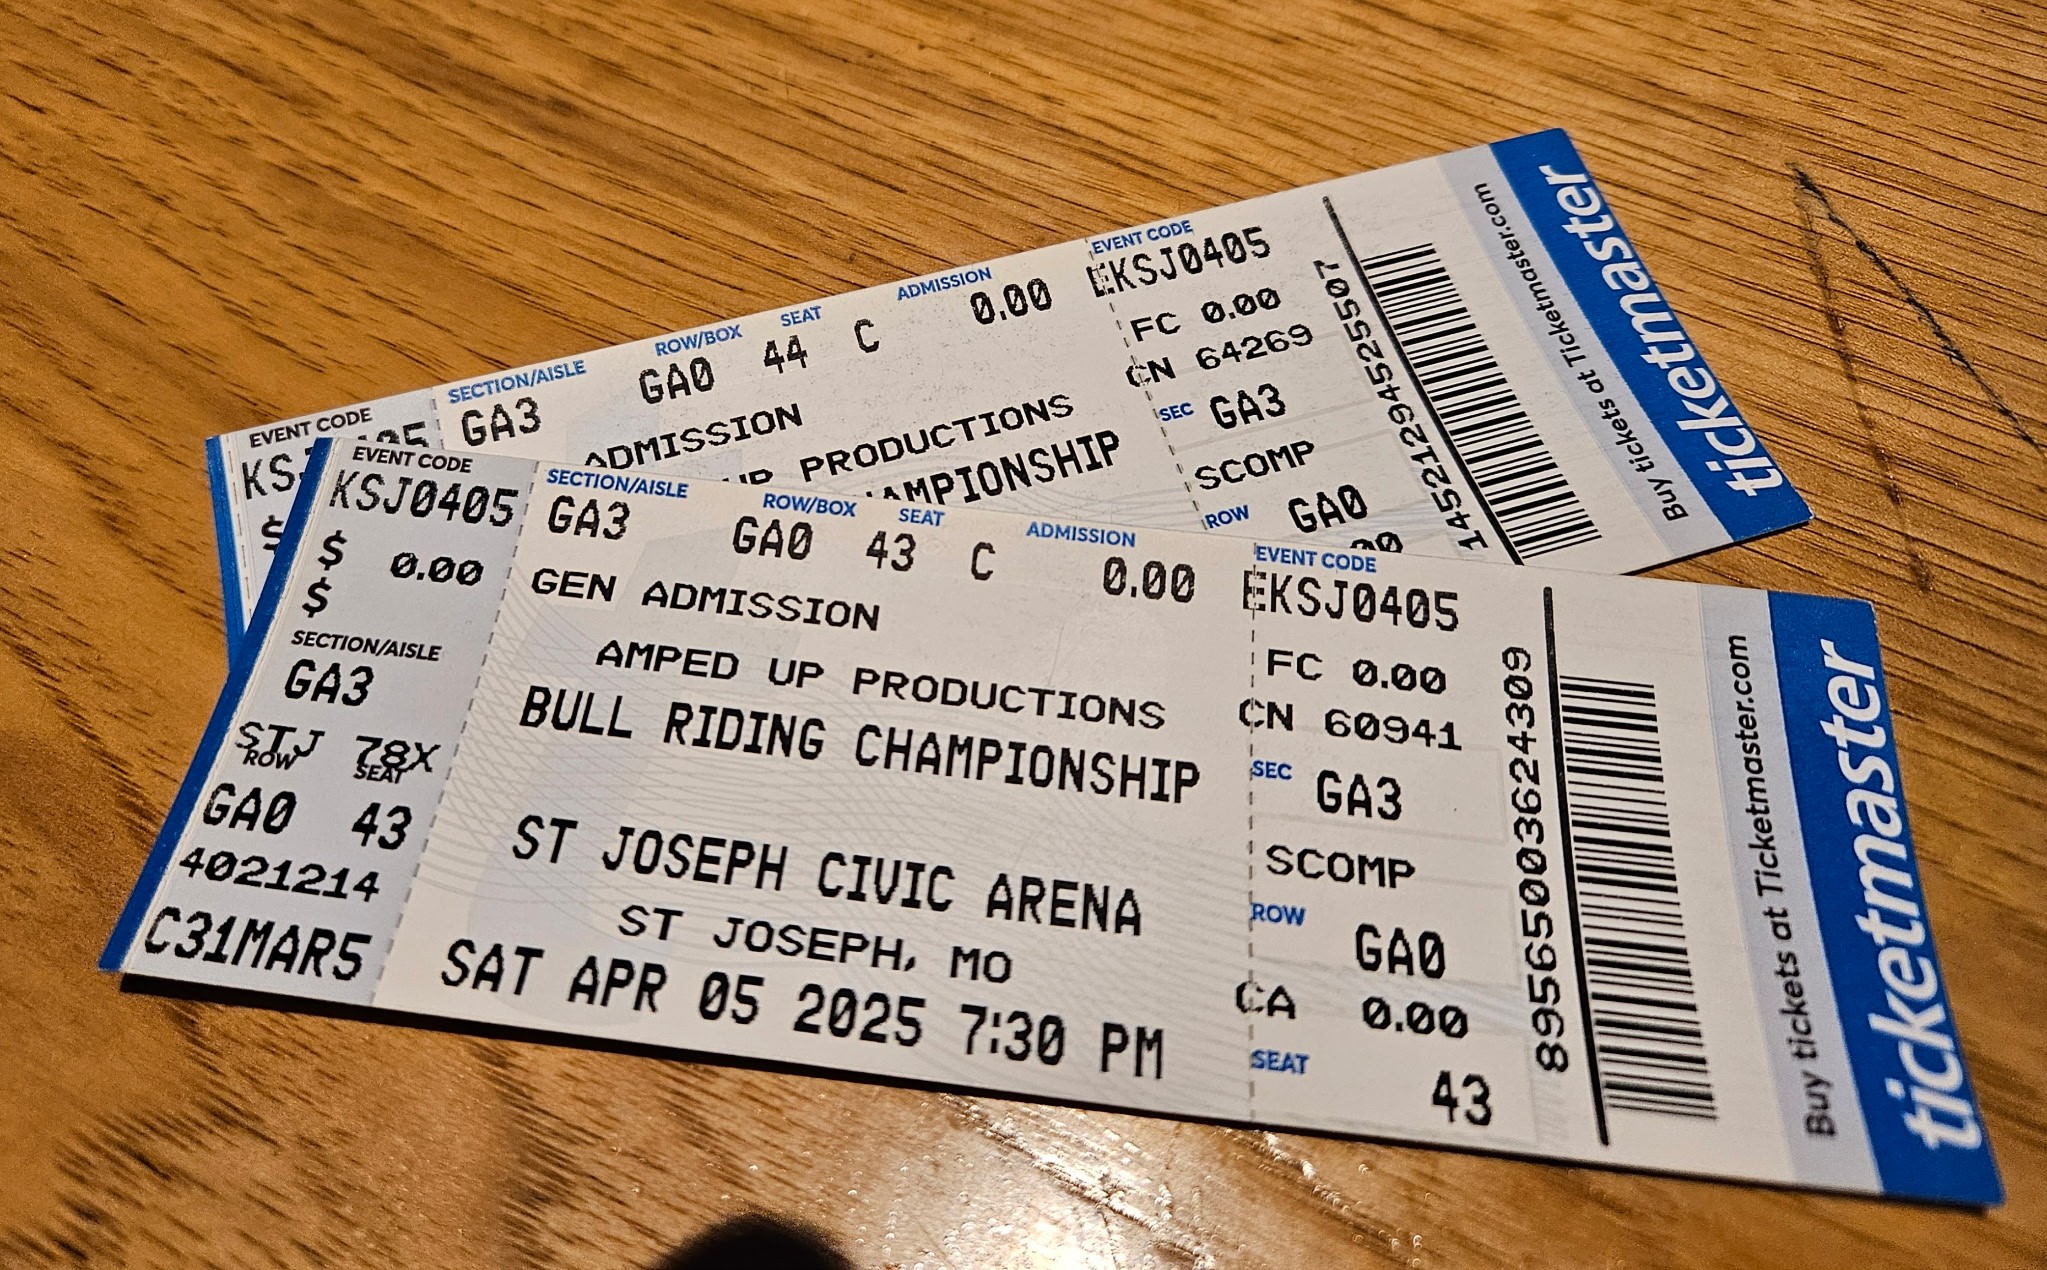 EVENT CODE
SECTION/AISLE ROW/BOX SEAT ADMISSION EVENT CODE
GA3 GA0 44 C 0.00 EKSJ0405
ADMISSION
PRODUCTIONS
FC 0.00
CN 64269
SEC GA3
SCOMP
ROW GA0
145212945255507
Buy tickets at Ticketmaster.com
ticketmaster
EVENT CODE
KSJ0405
$ 0.00
$
SECTION/AISLE
GA3
STJ 78X
ROW SEAT
GA0 43
4021214
C31MAR5
SECTION/AISLE ROW/BOX SEAT ADMISSION
GA3 GA0 43 C 0.00
GEN ADMISSION
AMPED UP PRODUCTIONS
BULL RIDING CHAMPIONSHIP
ST JOSEPH CIVIC ARENA
ST JOSEPH, MO
SAT APR 05 2025 7:30 PM
EVENT CODE
EKSJ0405
FC 0.00
CN 60941
SEC GA3
SCOMP
ROW
GA0
CA 0.00
SEAT
43
89565003624309
Buy tickets at Ticketmaster.com
ticketmaster